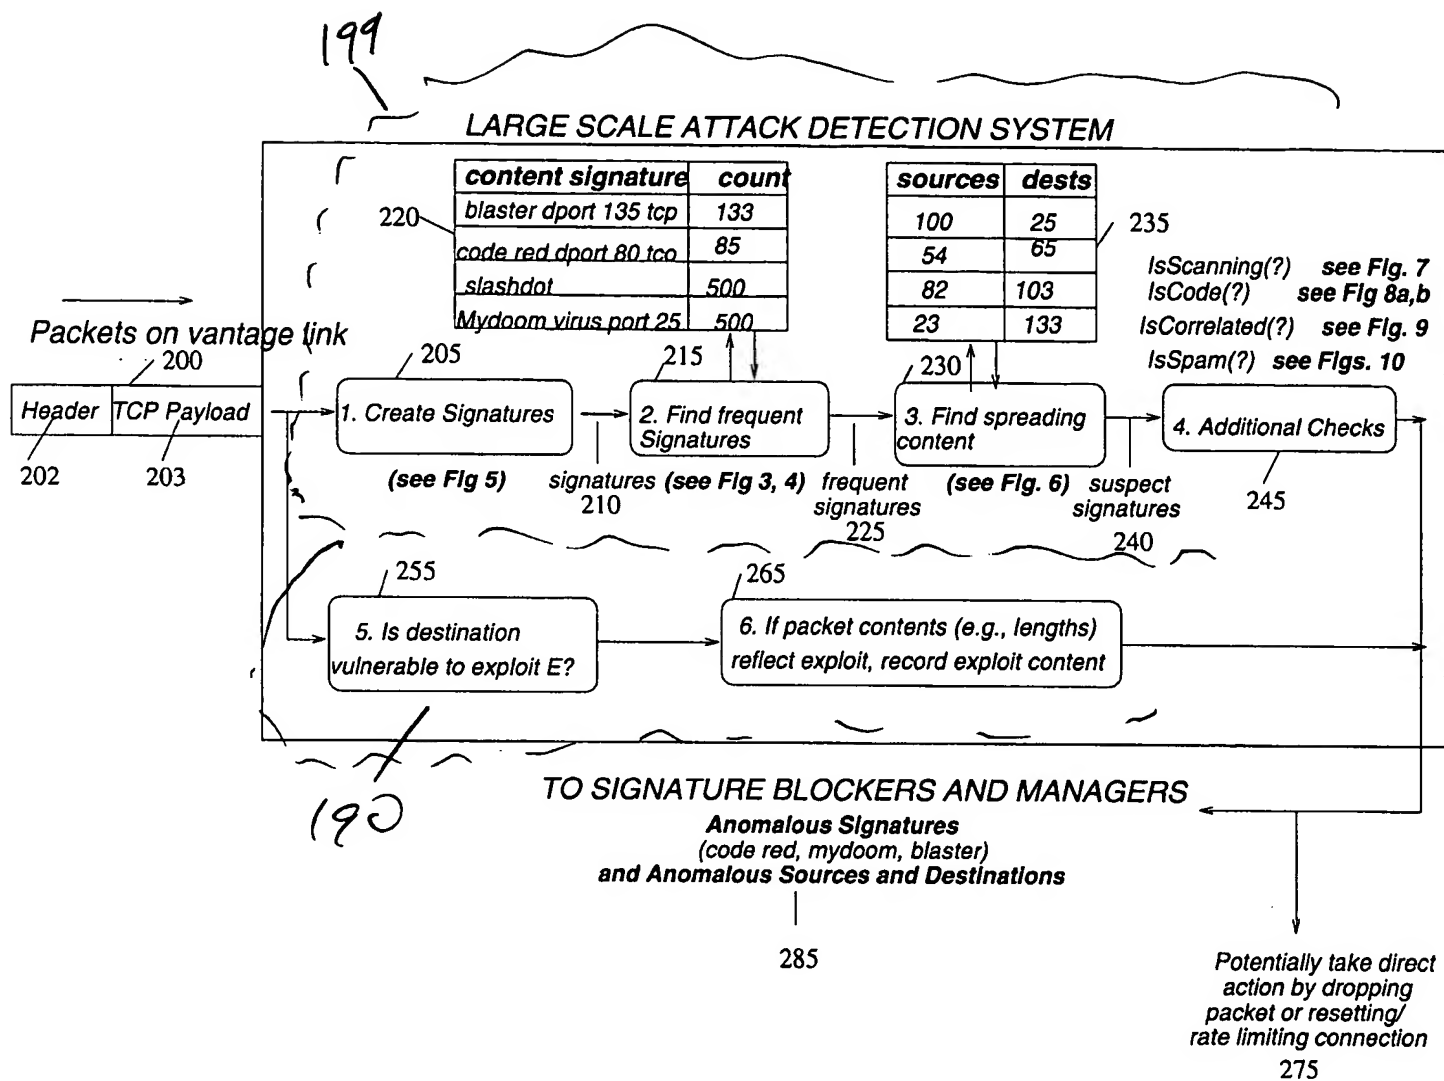 199
LARGE SCALE ATTACK DETECTION SYSTEM
content signature count
220
blaster dport 135 tcp 133
code red dport 80 tco 85
slashdot 500
Mydoom virus port 25 500
sources dests
235
100 25
54 65
82 103
23 133
IsScanning(?) see Fig. 7
IsCode(?) see Fig 8a,b
IsCorrelated(?) see Fig. 9
IsSpam(?) see Figs. 10
Packets on vantage link
200
Header TCP Payload
202 203
205
1. Create Signatures
(see Fig 5)
signatures
210
215
2. Find frequent
Signatures
(see Fig 3, 4)
frequent
signatures
225
230
3. Find spreading
content
(see Fig. 6)
suspect
signatures
240
4. Additional Checks
245
255
5. Is destination
vulnerable to exploit E?
265
6. If packet contents (e.g., lengths)
reflect exploit, record exploit content
190
TO SIGNATURE BLOCKERS AND MANAGERS
Anomalous Signatures
(code red, mydoom, blaster)
and Anomalous Sources and Destinations
285
Potentially take direct
action by dropping
packet or resetting/
rate limiting connection
275